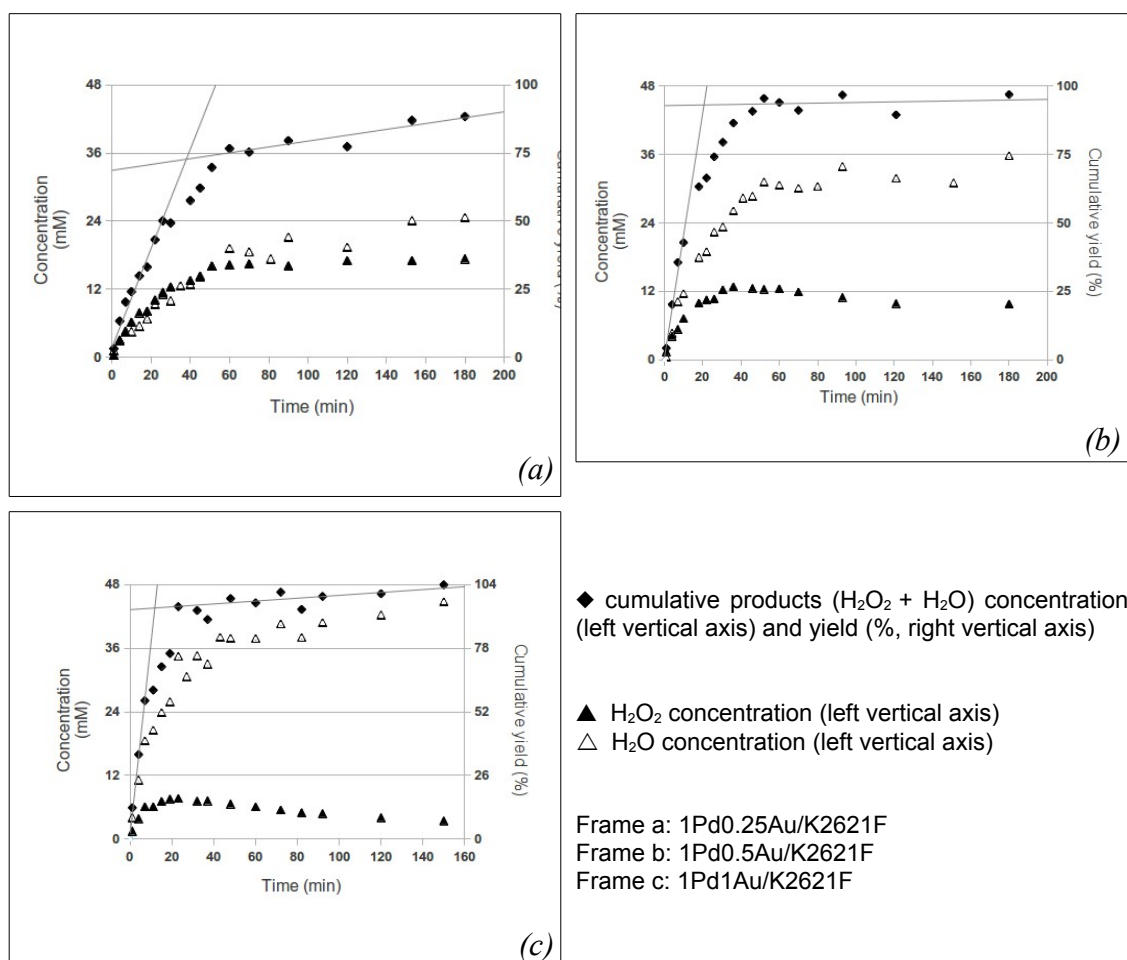 48
36
24
12
0
100
75
50
25
0
Concentration
(mM)
Cumulative yield (%)
0 20 40 60 80 100 120 140 160 180 200
Time (min)
(a)
48
36
24
12
0
100
75
50
25
0
Concentration
(mM)
Cumulative yield (%)
0 20 40 60 80 100 120 140 160 180 200
Time (min)
(b)
48
36
24
12
0
104
78
52
26
0
Concentration
(mM)
Cumulative yield (%)
0 20 40 60 80 100 120 140 160
Time (min)
(c)
◆ cumulative products (H₂O₂ + H₂O) concentration
(left vertical axis) and yield (%, right vertical axis)
▲ H₂O₂ concentration (left vertical axis)
△ H₂O concentration (left vertical axis)
Frame a: 1Pd0.25Au/K2621F
Frame b: 1Pd0.5Au/K2621F
Frame c: 1Pd1Au/K2621F